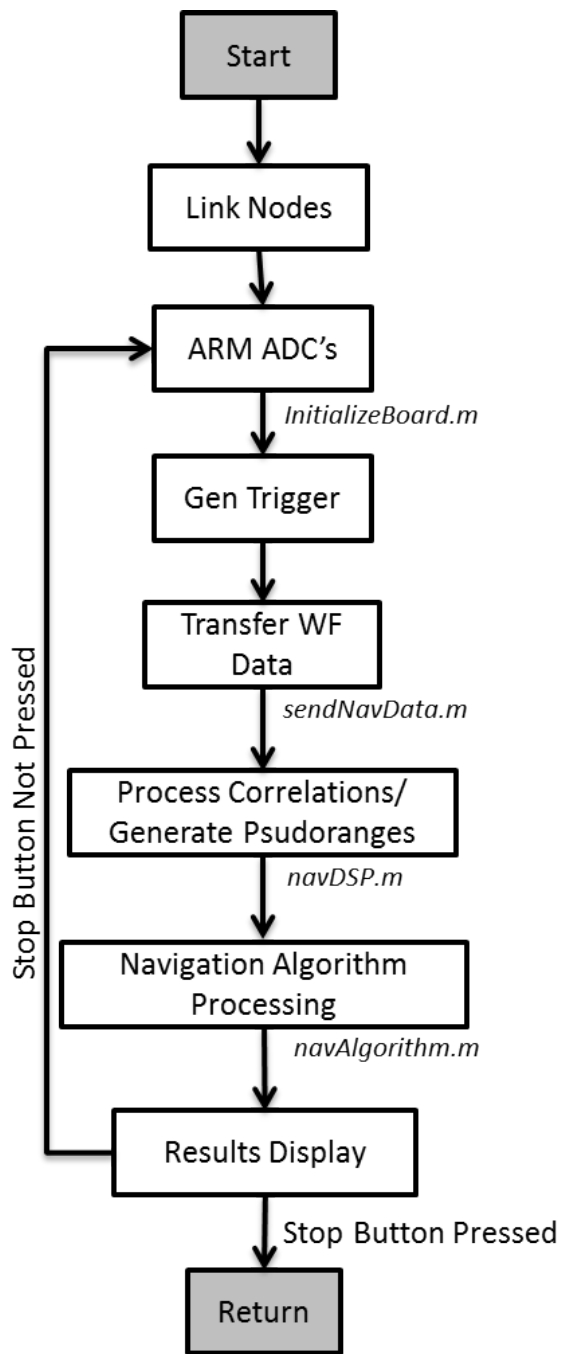 Start
Link Nodes
ARM ADC's
InitializeBoard.m
Gen Trigger
Transfer WF
Data
sendNavData.m
Process Correlations/
Generate Psudoranges
navDSP.m
Navigation Algorithm
Processing
navAlgorithm.m
Results Display
Stop Button Not Pressed
Stop Button Pressed
Return